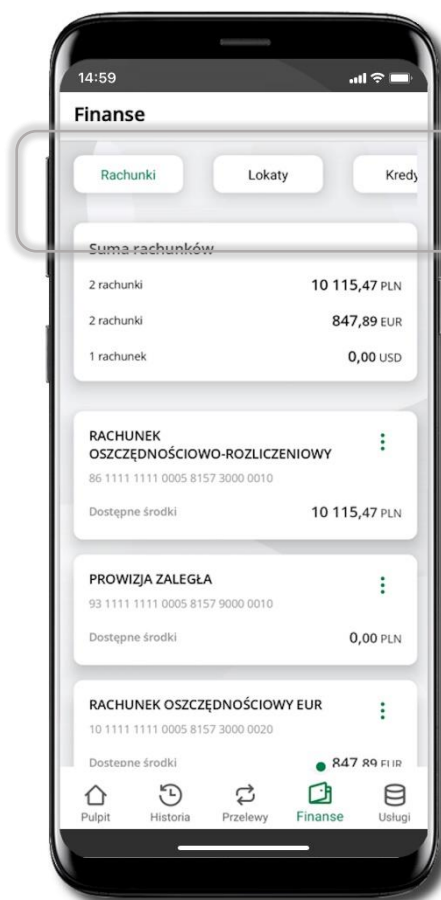 14:59
Finanse
Rachunki Lokaty Kredy
Suma rachunków
2 rachunki 10 115,47 PLN
2 rachunki 847,89 EUR
1 rachunek 0,00 USD
RACHUNEK
OSZCZĘDNOŚCIOWO-ROZLICZENIOWY
86 1111 1111 0005 8157 3000 0010
Dostępne środki 10 115,47 PLN
PROWIZJA ZALEGŁA
93 1111 1111 0005 8157 9000 0010
Dostępne środki 0,00 PLN
RACHUNEK OSZCZĘDNOŚCIOWY EUR
10 1111 1111 0005 8157 3000 0020
Dostępne środki 847,89 EUR
Pulpit Historia Przelewy Finanse Usługi